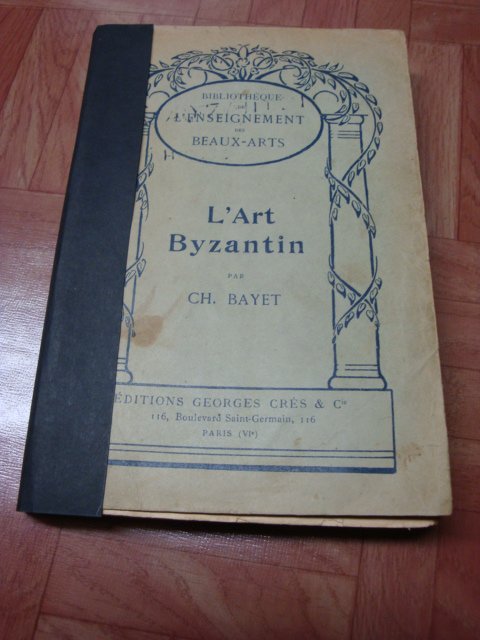 BIBLIOTHÈQUE
DE
L'ENSEIGNEMENT
DES
BEAUX-ARTS
L'Art
Byzantin
PAR
CH. BAYET
ÉDITIONS GEORGES CRÈS & Cie
116, Boulevard Saint-Germain, 116
PARIS (VIe)